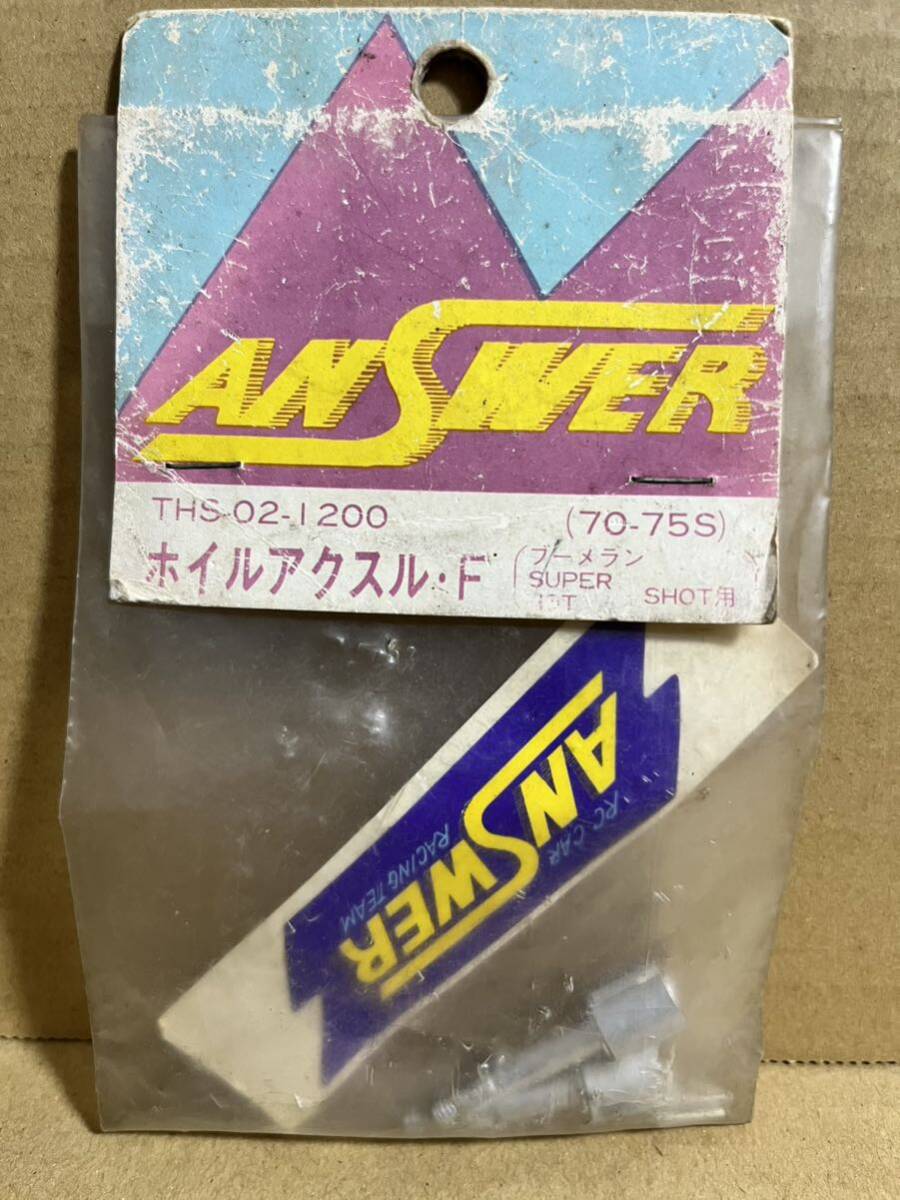 ANSWER
THS-02-1200 (70-75S)
ホイルアクスル・F (ブーメラン
SUPER
SHOT用)
ANSWER
RC CAR
RACING TEAM